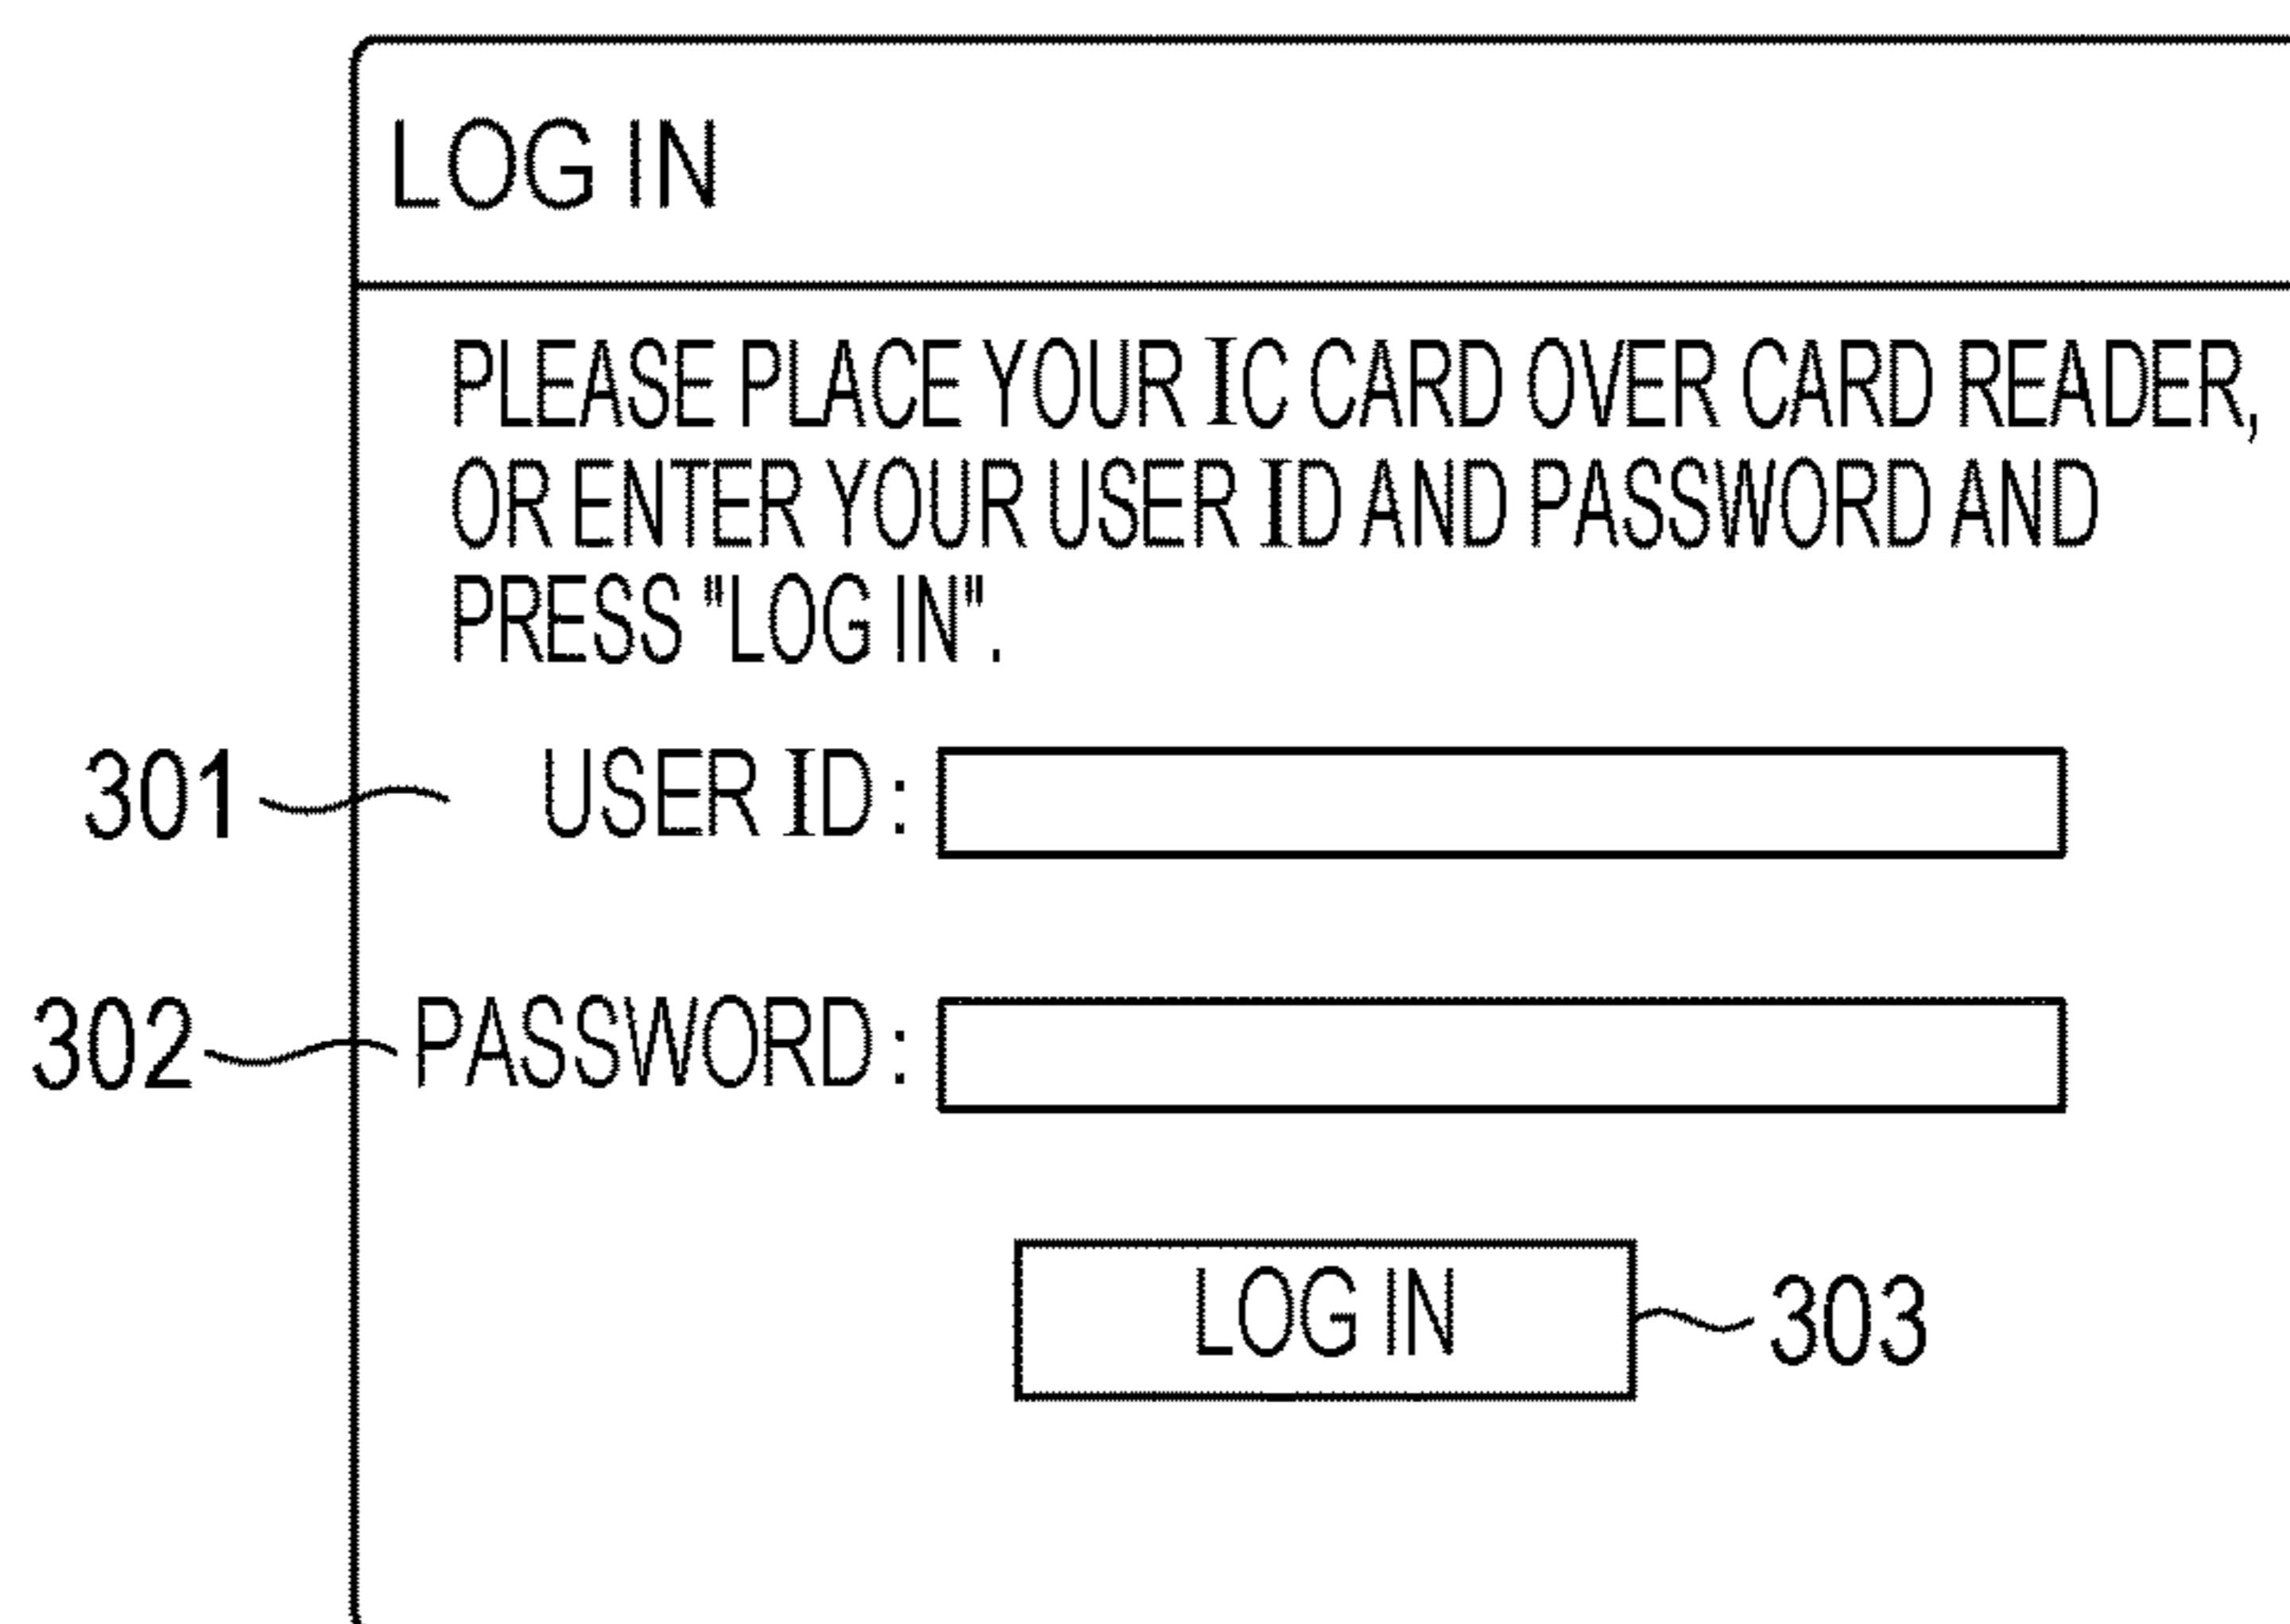 LOG IN
PLEASE PLACE YOUR IC CARD OVER CARD READER,
OR ENTER YOUR USER ID AND PASSWORD AND
PRESS "LOG IN".
301 USER ID :
302 PASSWORD :
LOG IN 303